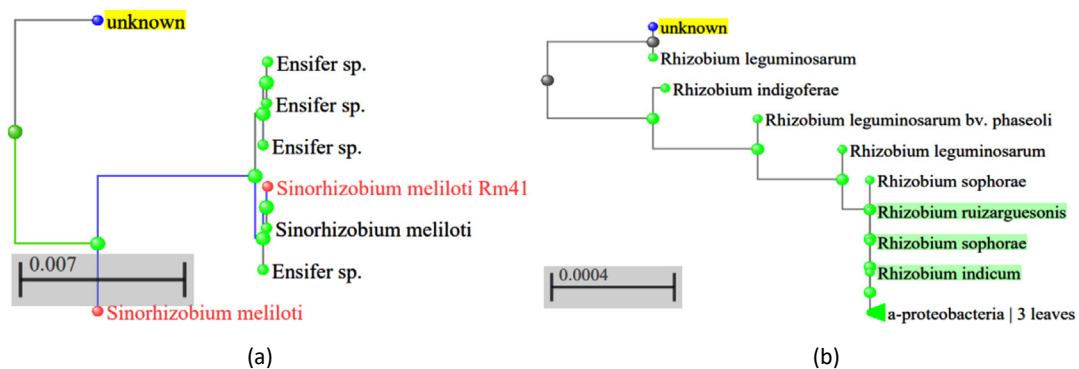 unknown
Ensifer sp.
Ensifer sp.
Ensifer sp.
Sinorhizobium meliloti Rm41
Sinorhizobium meliloti
Ensifer sp.
0.007
Sinorhizobium meliloti
(a)
unknown
Rhizobium leguminosarum
Rhizobium indigoferae
Rhizobium leguminosarum bv. phaseoli
Rhizobium leguminosarum
Rhizobium sophorae
Rhizobium ruizarguesonis
Rhizobium sophorae
Rhizobium indicum
0.0004
a-proteobacteria | 3 leaves
(b)